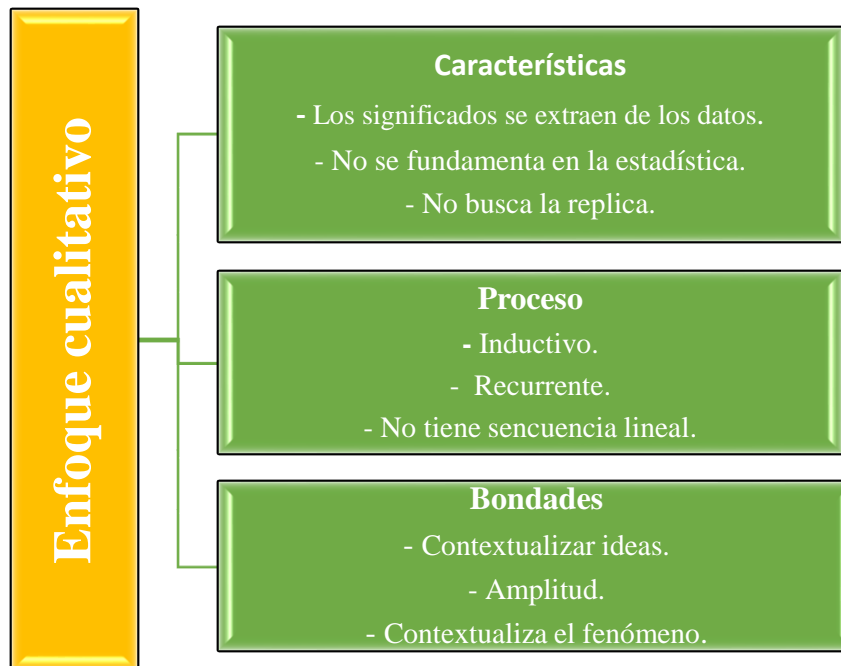 Enfoque cualitativo
Características
- Los significados se extraen de los datos.
- No se fundamenta en la estadística.
- No busca la replica.
Proceso
- Inductivo.
- Recurrente.
- No tiene sencuencia lineal.
Bondades
- Contextualizar ideas.
- Amplitud.
- Contextualiza el fenómeno.